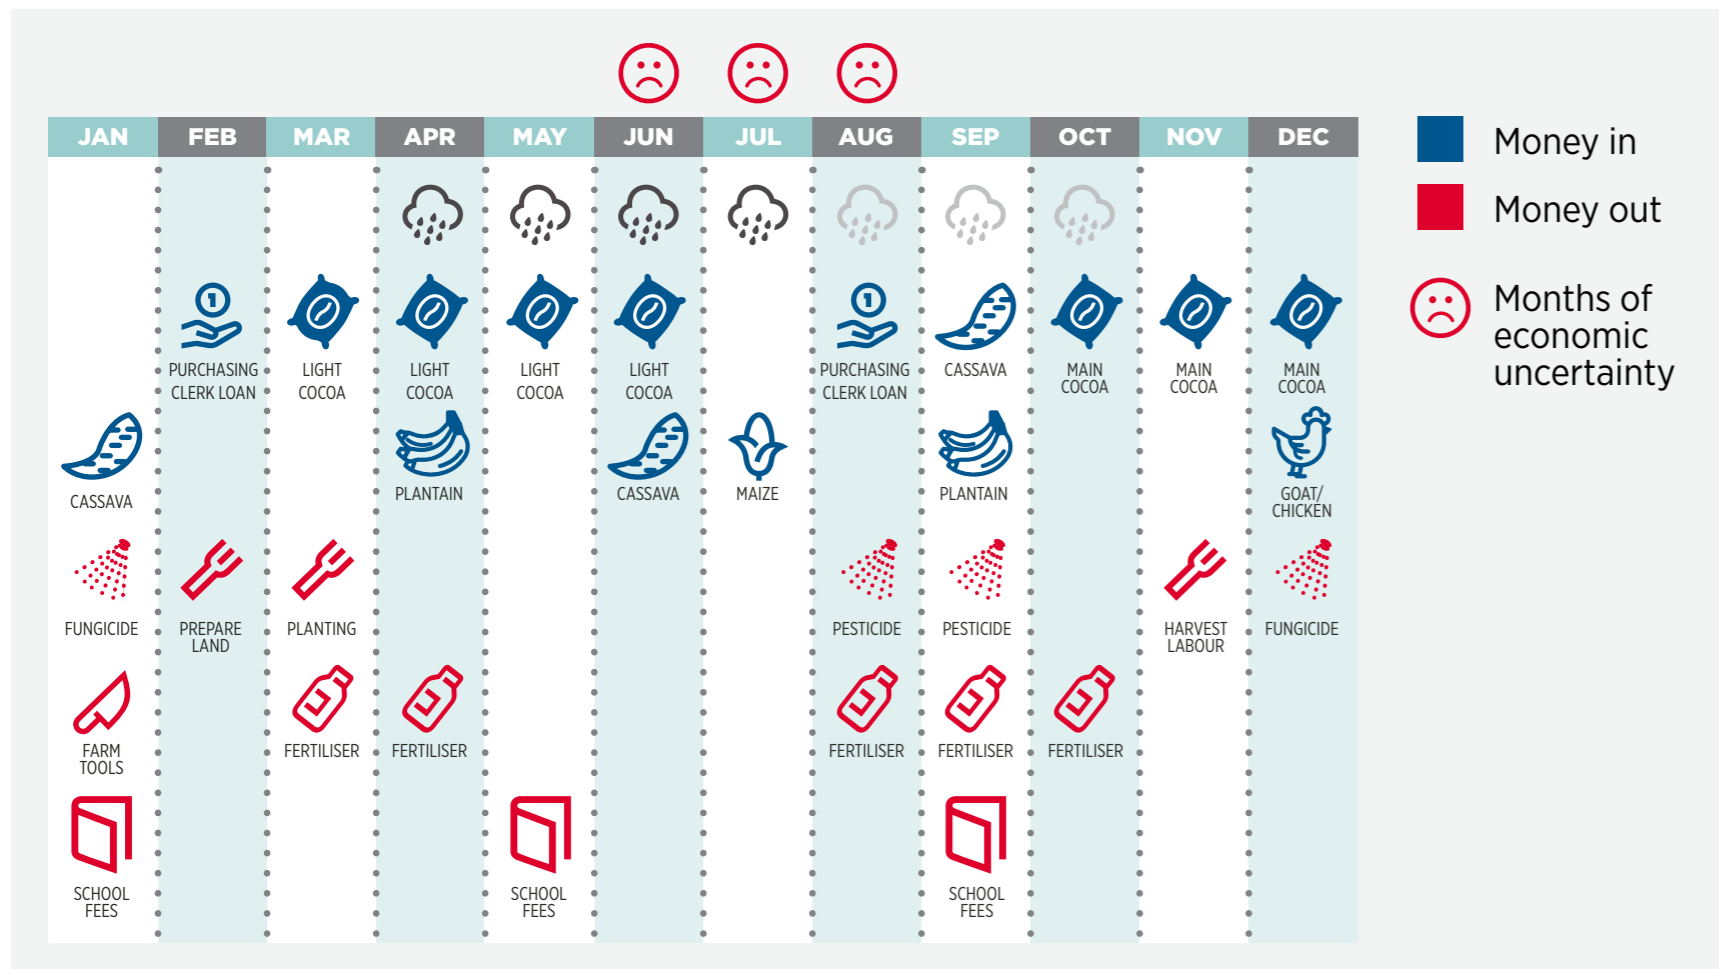 JAN FEB MAR APR MAY JUN JUL AUG SEP OCT NOV DEC
Money in
Money out
Months of
economic
uncertainty
1 1
PURCHASING LIGHT LIGHT LIGHT LIGHT PURCHASING CASSAVA MAIN MAIN MAIN
CLERK LOAN COCOA COCOA COCOA COCOA CLERK LOAN COCOA COCOA COCOA
CASSAVA PLANTAIN CASSAVA MAIZE PLANTAIN GOAT/
CHICKEN
FUNGICIDE PREPARE PLANTING PESTICIDE PESTICIDE HARVEST FUNGICIDE
LAND LABOUR
FARM FERTILISER FERTILISER FERTILISER FERTILISER FERTILISER
TOOLS
SCHOOL SCHOOL SCHOOL
FEES FEES FEES